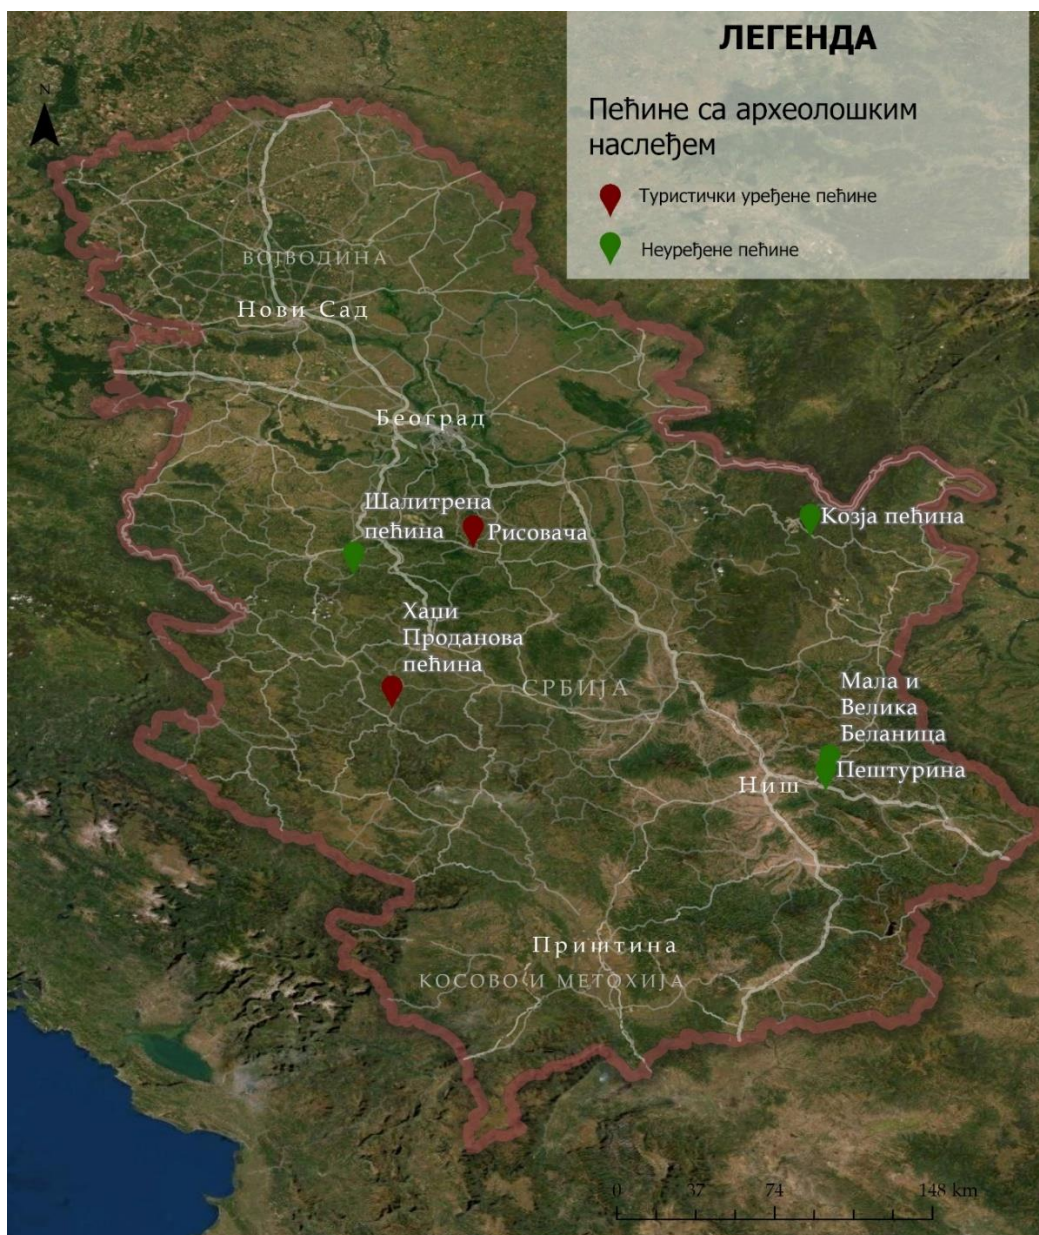 ЛЕГЕНДА
Пећине са археолошким
наслеђем
Туристички уређене пећине
Неуређене пећине
N
ВОЈВОДИНА
Нови Сад
Београд
Шалитрена
пећина
Рисовача
Козја пећина
Хаџи
Проданова
пећина
СРБИЈА
Мала и
Велика
Беланица
Пештурина
Ниш
Приштина
КОСОВО И МЕТОХИЈА
0 37 74 148 km